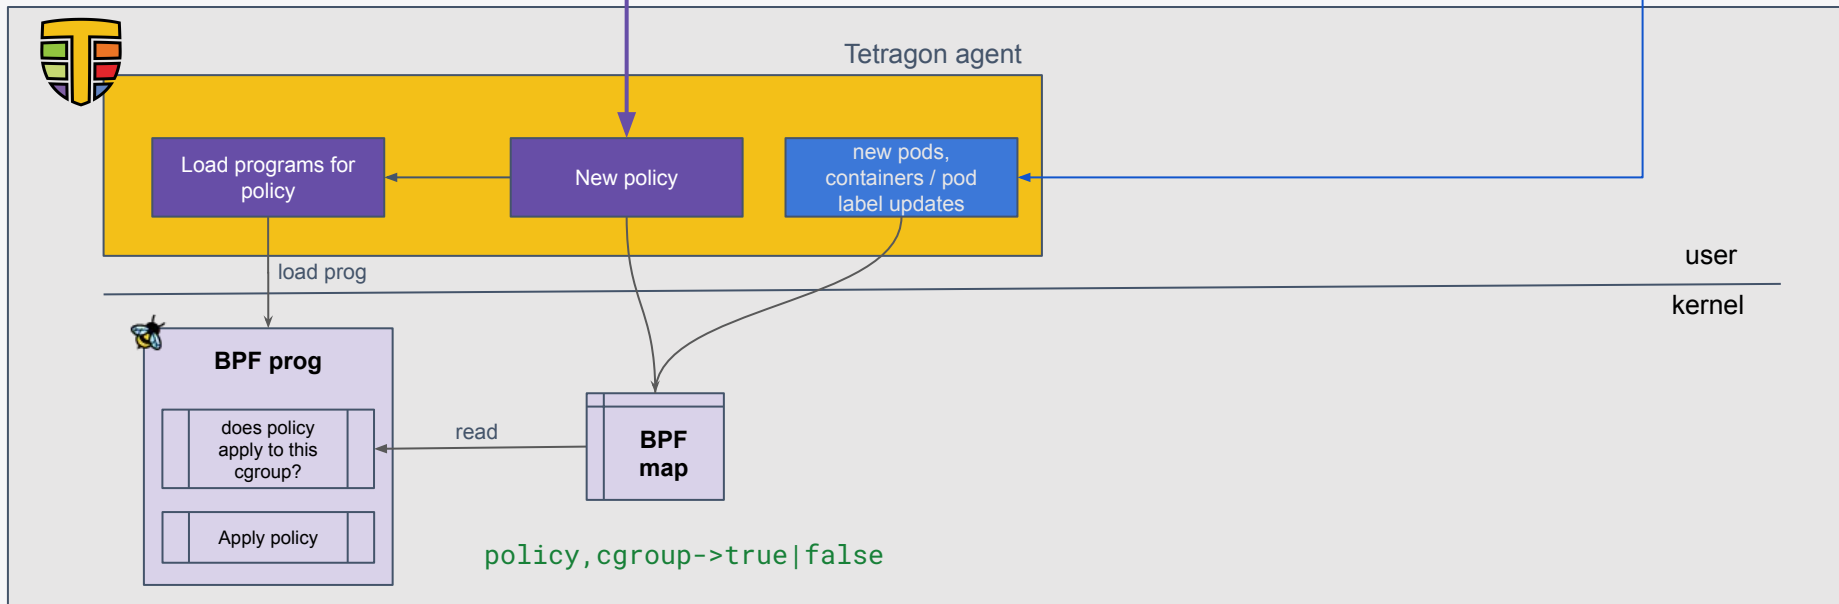 Tetragon agent
Load programs for
policy
New policy
new pods,
containers / pod
label updates
user
load prog
kernel
BPF prog
does policy
apply to this
cgroup?
read
BPF
map
Apply policy
policy,cgroup->true|false